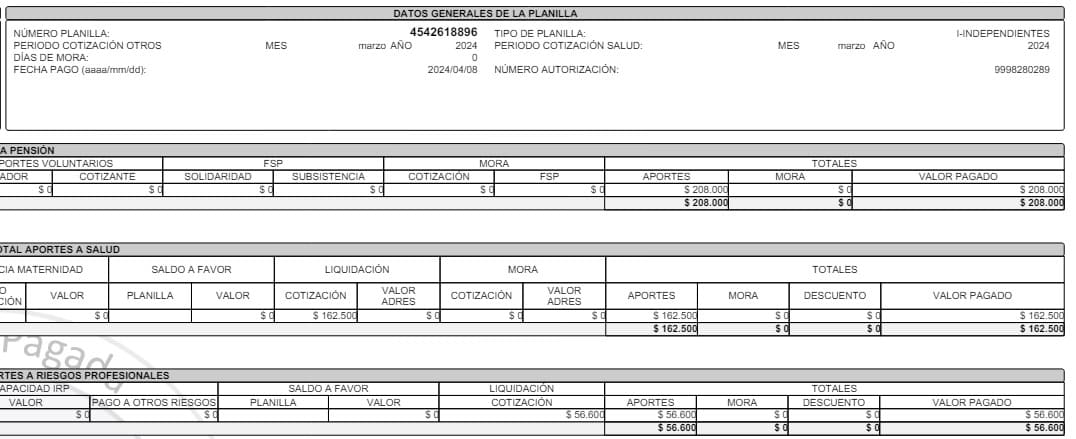 DATOS GENERALES DE LA PLANILLA
NÚMERO PLANILLA: 4542618896 TIPO DE PLANILLA: I-INDEPENDIENTES
PERIODO COTIZACIÓN OTROS MES marzo AÑO 2024 PERIODO COTIZACIÓN SALUD: MES marzo AÑO 2024
DÍAS DE MORA: 0
FECHA PAGO (aaaa/mm/dd): 2024/04/08 NÚMERO AUTORIZACIÓN: 9998280289
A PENSIÓN
PORTES VOLUNTARIOS FSP MORA TOTALES
ADOR COTIZANTE SOLIDARIDAD SUBSISTENCIA COTIZACIÓN FSP APORTES MORA VALOR PAGADO
$ 0 $ 0 $ 0 $ 0 $ 0 $ 0 $ 208.000 $ 0 $ 208.000
$ 208.000 $ 0 $ 208.000
OTAL APORTES A SALUD
CIA MATERNIDAD SALDO A FAVOR LIQUIDACIÓN MORA TOTALES
O CIÓN VALOR PLANILLA VALOR COTIZACIÓN VALOR ADRES COTIZACIÓN VALOR ADRES APORTES MORA DESCUENTO VALOR PAGADO
$ 0 $ 0 $ 162.500 $ 0 $ 0 $ 0 $ 162.500 $ 0 $ 0 $ 162.500
$ 162.500 $ 0 $ 0 $ 162.500
Pagada
RTES A RIESGOS PROFESIONALES
APACIDAD IRP SALDO A FAVOR LIQUIDACIÓN TOTALES
VALOR PAGO A OTROS RIESGOS PLANILLA VALOR COTIZACIÓN APORTES MORA DESCUENTO VALOR PAGADO
$ 0 $ 0 $ 0 $ 56.600 $ 56.600 $ 0 $ 0 $ 56.600
$ 56.600 $ 0 $ 0 $ 56.600